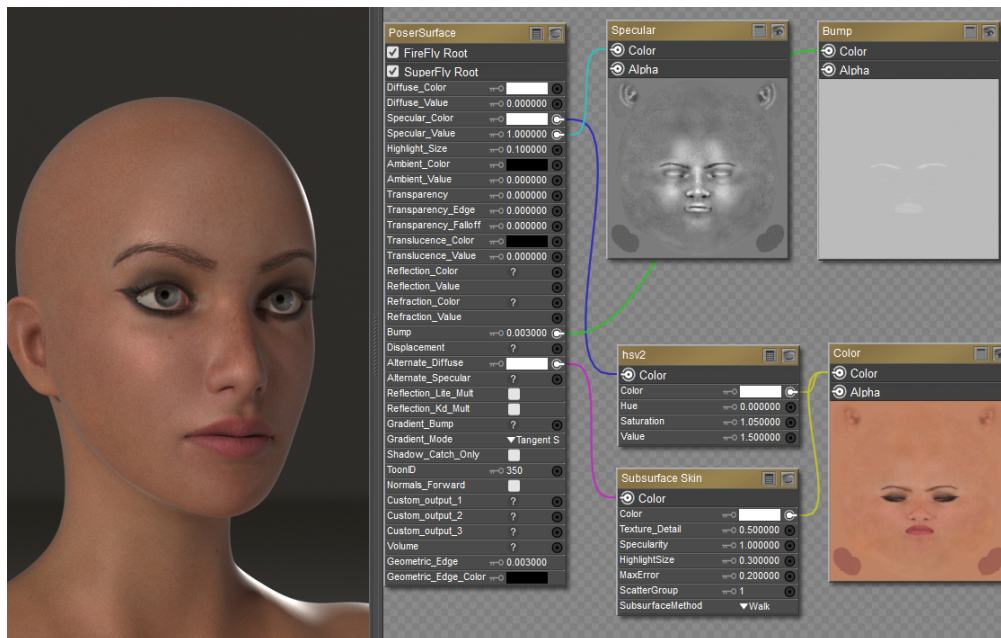 PoserSurface
FireFly Root
SuperFly Root
Diffuse_Color
Diffuse_Value 0.000000
Specular_Color
Specular_Value 1.000000
Highlight_Size 0.100000
Ambient_Color
Ambient_Value 0.000000
Transparency 0.000000
Transparency_Edge 0.000000
Transparency_Falloff 0.000000
Translucence_Color
Translucence_Value 0.000000
Reflection_Color ?
Reflection_Value
Refraction_Color ?
Refraction_Value
Bump 0.003000
Displacement ?
Alternate_Diffuse
Alternate_Specular ?
Reflection_Lite_Mult
Reflection_Kd_Mult
Gradient_Bump ?
Gradient_Mode Tangent S
Shadow_Catch_Only
ToonID 350
Normals_Forward
Custom_output_1 ?
Custom_output_2 ?
Custom_output_3 ?
Volume ?
Geometric_Edge 0.003000
Geometric_Edge_Color
Specular
Color
Alpha
Bump
Color
Alpha
hsv2
Color
Color
Hue 0.000000
Saturation 1.050000
Value 1.500000
Subsurface Skin
Color
Color
Texture_Detail 0.500000
Specularity 1.000000
HighlightSize 0.300000
MaxError 0.200000
ScatterGroup 1
SubsurfaceMethod Walk
Color
Color
Alpha